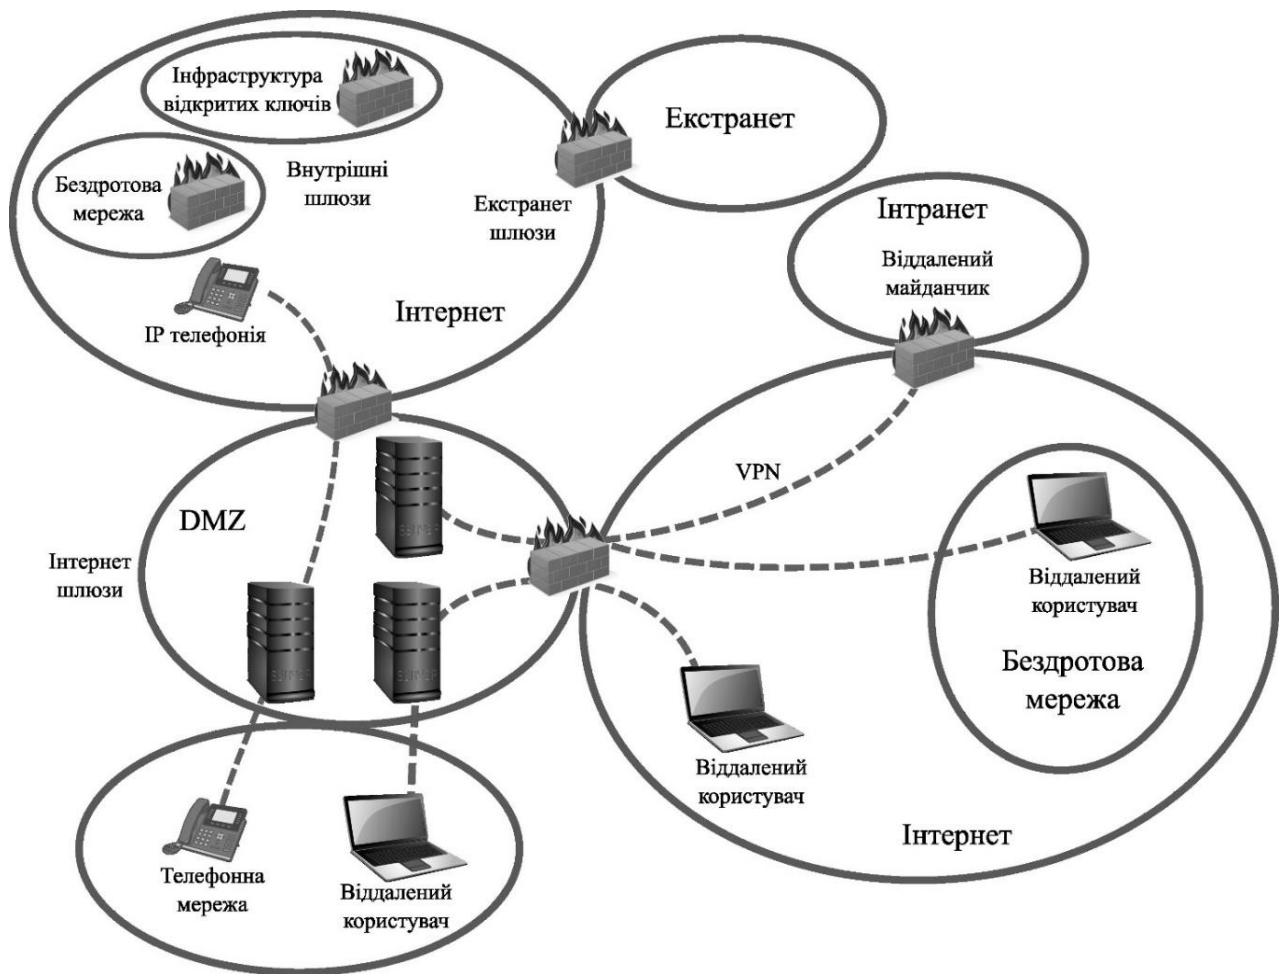 Інфраструктура
відкритих ключів
Екстранет
Бездротова
мережа
Внутрішні
шлюзи
Екстранет
шлюзи
Інтранет
Віддалений
майданчик
IP телефонія
Інтернет
VPN
DMZ
Інтернет
шлюзи
Віддалений
користувач
Бездротова
мережа
Віддалений
користувач
Інтернет
Телефонна
мережа
Віддалений
користувач